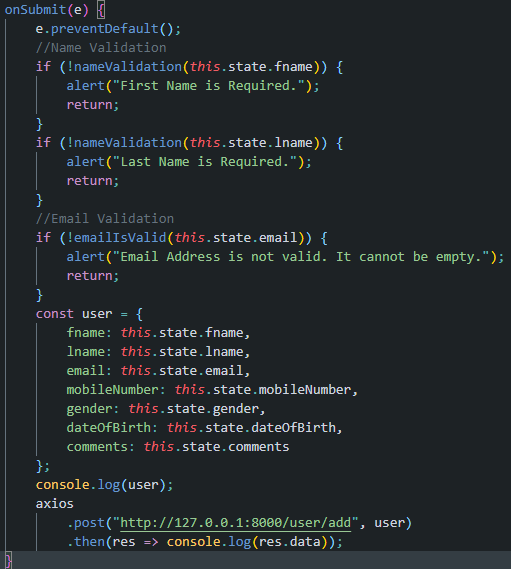 onSubmit(e) {
    e.preventDefault();
    //Name Validation
    if (!nameValidation(this.state.fname)) {
        alert("First Name is Required.");
        return;
    }
    if (!nameValidation(this.state.lname)) {
        alert("Last Name is Required.");
        return;
    }
    //Email Validation
    if (!emailIsValid(this.state.email)) {
        alert("Email Address is not valid. It cannot be empty.");
        return;
    }
    const user = {
        fname: this.state.fname,
        lname: this.state.lname,
        email: this.state.email,
        mobileNumber: this.state.mobileNumber,
        gender: this.state.gender,
        dateOfBirth: this.state.dateOfBirth,
        comments: this.state.comments
    };
    console.log(user);
    axios
        .post("http://127.0.0.1:8000/user/add", user)
        .then(res => console.log(res.data));
}